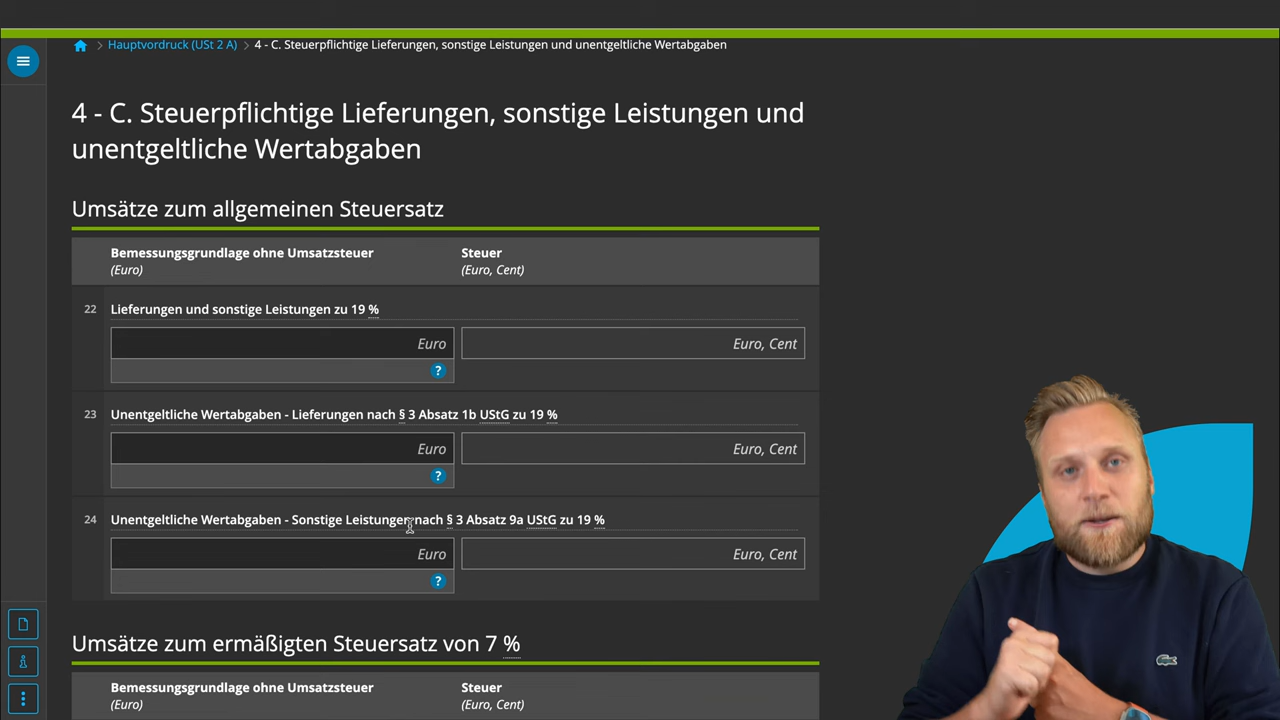 Hauptvordruck (USt 2 A) > 4 - C. Steuerpflichtige Lieferungen, sonstige Leistungen und unentgeltliche Wertabgaben
4 - C. Steuerpflichtige Lieferungen, sonstige Leistungen und
unentgeltliche Wertabgaben
Umsätze zum allgemeinen Steuersatz
Bemessungsgrundlage ohne Umsatzsteuer Steuer
(Euro) (Euro, Cent)
22 Lieferungen und sonstige Leistungen zu 19 %
Euro Euro, Cent
?
23 Unentgeltliche Wertabgaben - Lieferungen nach § 3 Absatz 1b UStG zu 19 %
Euro Euro, Cent
?
24 Unentgeltliche Wertabgaben - Sonstige Leistungen nach § 3 Absatz 9a UStG zu 19 %
Euro Euro, Cent
?
Umsätze zum ermäßigten Steuersatz von 7 %
Bemessungsgrundlage ohne Umsatzsteuer Steuer
(Euro) (Euro, Cent)